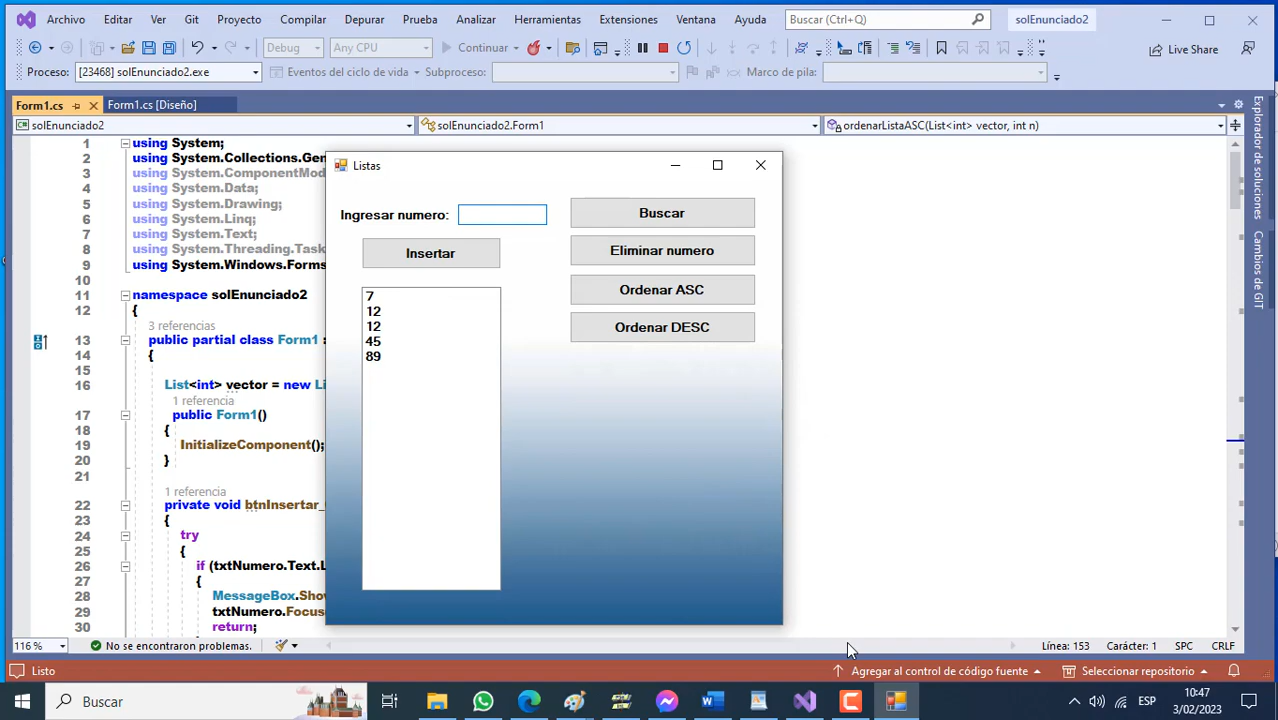 Archivo Editar Ver Git Proyecto Compilar Depurar Prueba Analizar Herramientas Extensiones Ventana Ayuda Buscar (Ctrl+Q) solEnunciado2
Debug Any CPU Continuar Live Share
Proceso: [23468] solEnunciado2.exe Eventos del ciclo de vida Subproceso: Marco de pila:
Form1.cs Form1.cs [Diseño]
solEnunciado2 solEnunciado2.Form1 ordenarListaASC(List<int> vector, int n)
1 using System;
2 using System.Collections.Gen
3 using System.ComponentMod
4 using System.Data;
5 using System.Drawing;
6 using System.Linq;
7 using System.Text;
8 using System.Threading.Task
9 using System.Windows.Forms
10
11 namespace solEnunciado2
12 {
3 referencias
13 public partial class Form1 :
14 {
15
16 List<int> vector = new Li
1 referencia
17 public Form1()
18 {
19 InitializeComponent();
20 }
21
1 referencia
22 private void btnInsertar_
23 {
24 try
25 {
26 if (txtNumero.Text.L
27 {
28 MessageBox.Show
29 txtNumero.Focus
30 return;
Listas
Ingresar numero:
Insertar
Buscar
Eliminar numero
Ordenar ASC
Ordenar DESC
7
12
12
45
89
Explorador de soluciones
Cambios de GIT
116 % No se encontraron problemas. Línea: 153 Carácter: 1 SPC CRLF
Listo Agregar al control de código fuente Seleccionar repositorio
Buscar ESP 10:47
3/02/2023